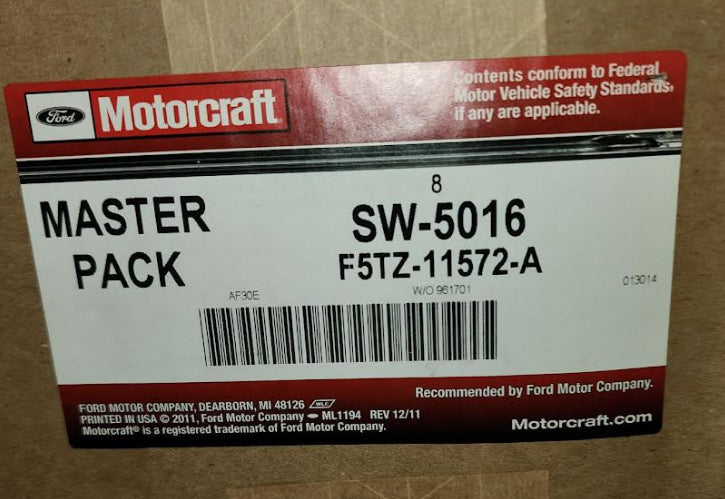 Ford Motorcraft
Contents conform to Federal
Motor Vehicle Safety Standards,
if any are applicable.
8
MASTER SW-5016
PACK F5TZ-11572-A
AF30E W/O 961701 013014
FORD MOTOR COMPANY, DEARBORN, MI 48126 WLC
PRINTED IN USA © 2011, Ford Motor Company ML1194 REV 12/11
Motorcraft® is a registered trademark of Ford Motor Company.
Recommended by Ford Motor Company.
Motorcraft.com